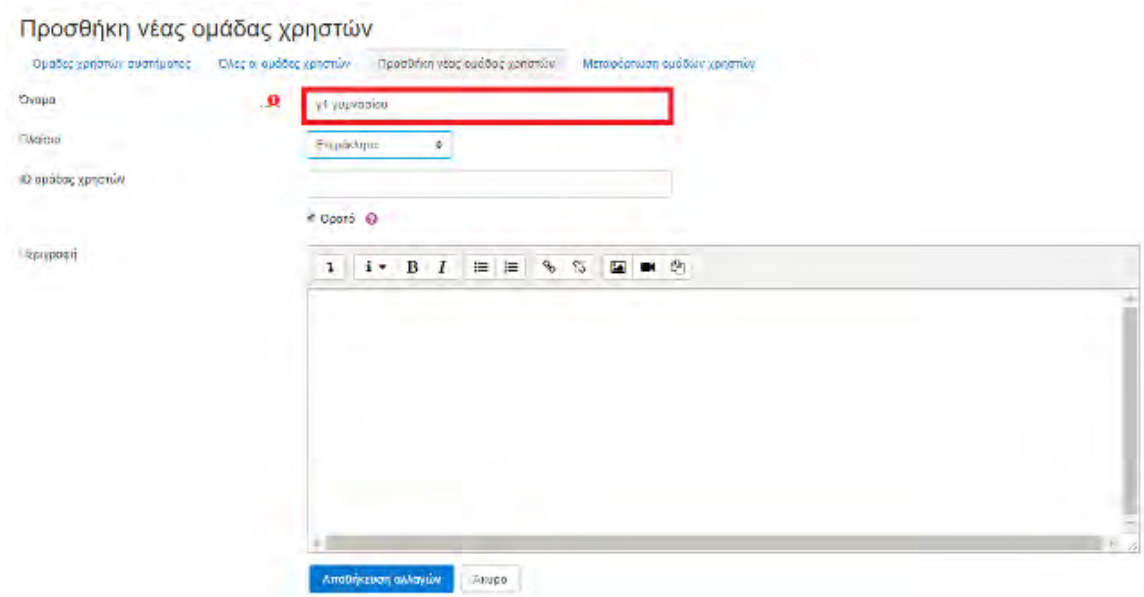 Προσθήκη νέας ομάδας χρηστών
Ομάδες χρηστών συστήματος Όλες οι ομάδες χρηστών Προσθήκη νέας ομάδας χρηστών Μεταφόρτωση ομάδων χρηστών
Όνομα
γ1 γυμνασίου
Πλαίσιο
ID ομάδας χρηστών
Ορατό
Περιγραφή
B I
Αποθήκευση αλλαγών Άκυρο